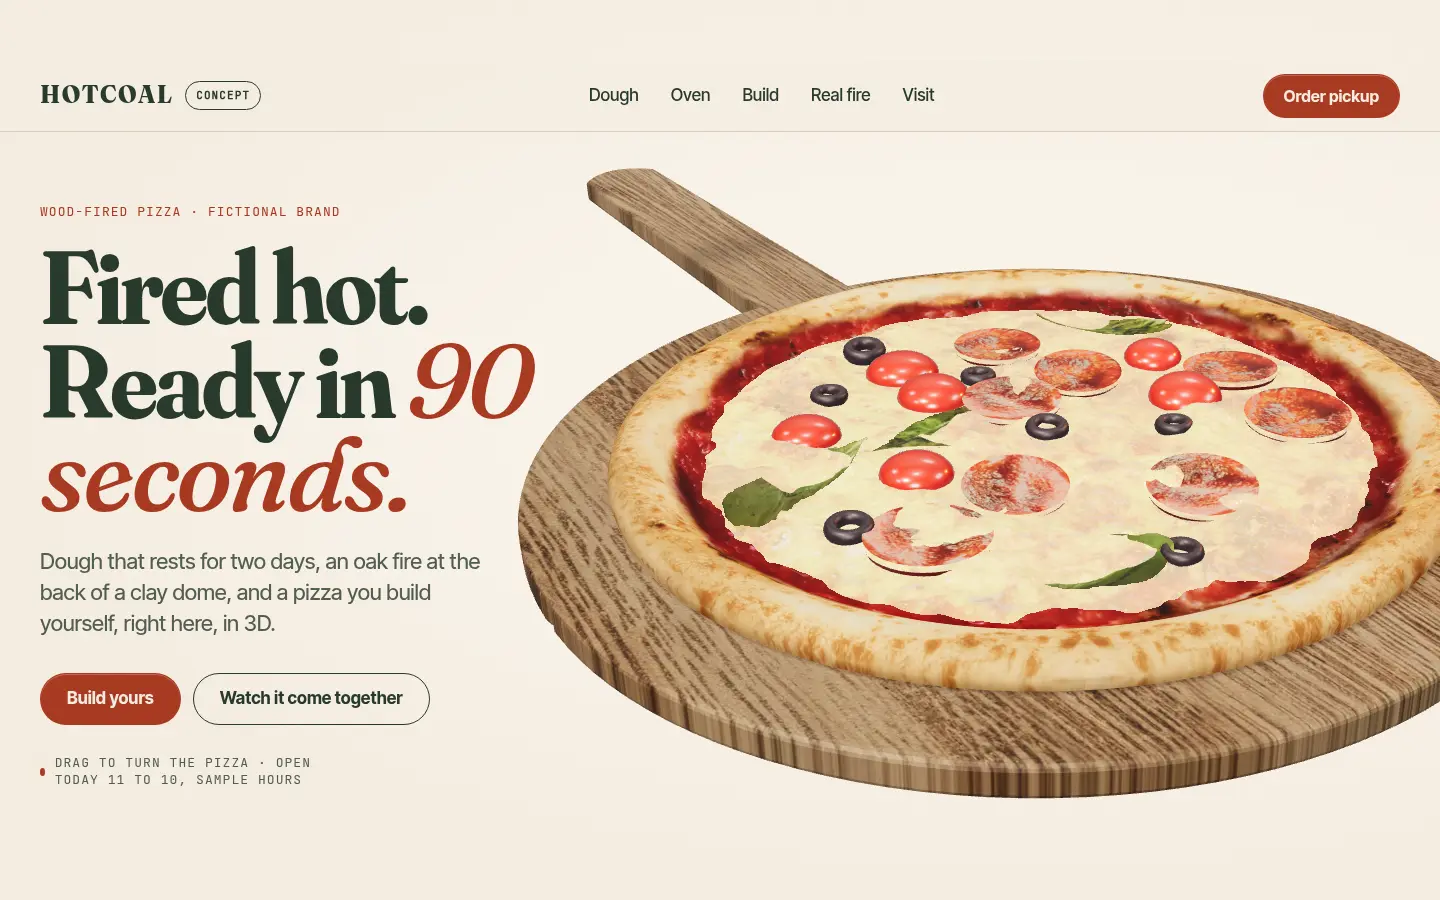 HOTCOAL
CONCEPT
Dough
Oven
Build
Real fire
Visit
Order pickup
WOOD-FIRED PIZZA · FICTIONAL BRAND
Fired hot.
Ready in 90
seconds.
Dough that rests for two days, an oak fire at the
back of a clay dome, and a pizza you build
yourself, right here, in 3D.
Build yours
Watch it come together
DRAG TO TURN THE PIZZA · OPEN
TODAY 11 TO 10, SAMPLE HOURS